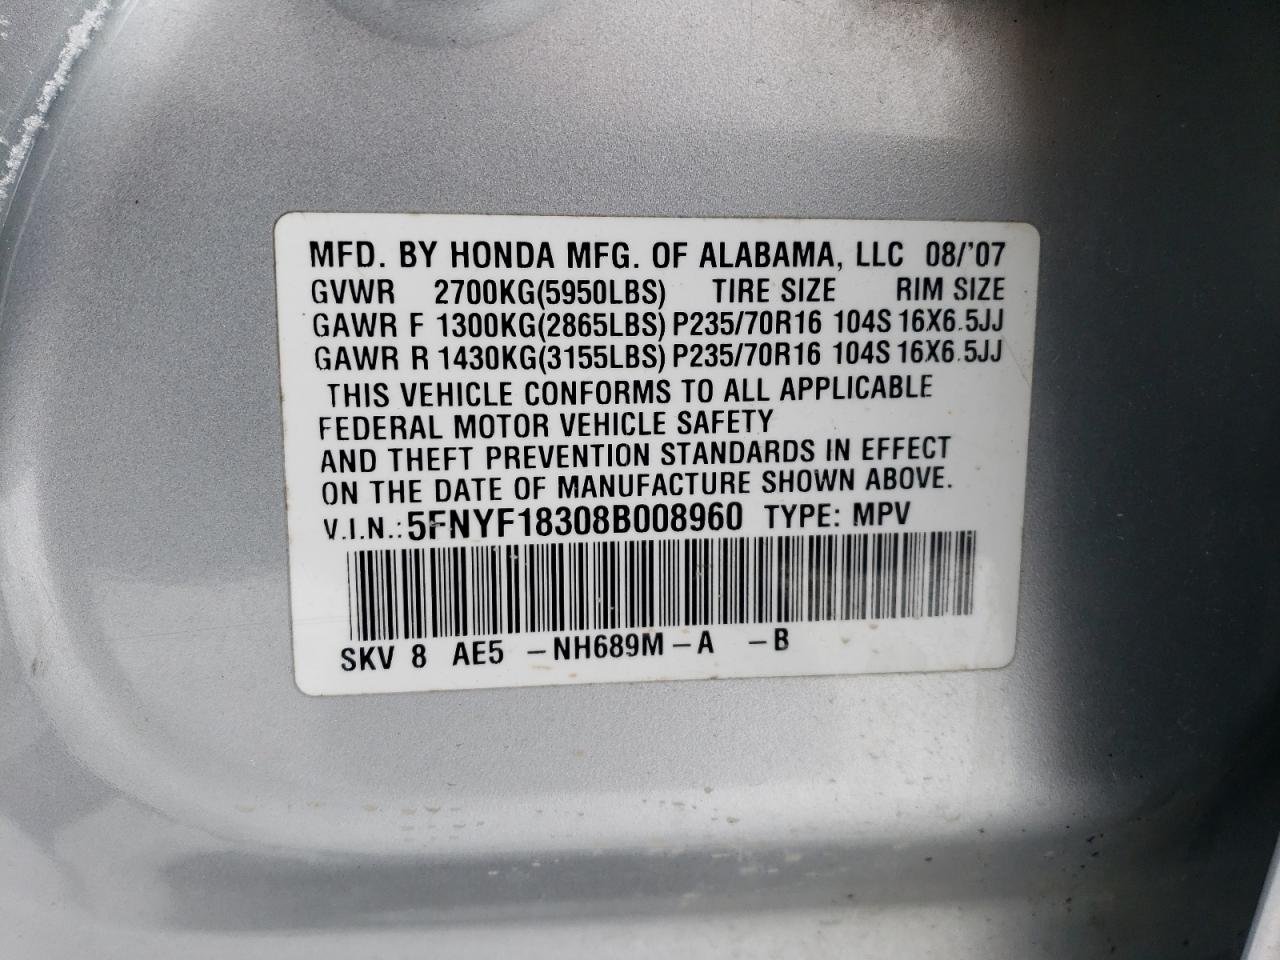 MFD. BY HONDA MFG. OF ALABAMA, LLC 08/'07
GVWR 2700KG(5950LBS) TIRE SIZE RIM SIZE
GAWR F 1300KG(2865LBS) P235/70R16 104S 16X6.5JJ
GAWR R 1430KG(3155LBS) P235/70R16 104S 16X6.5JJ
THIS VEHICLE CONFORMS TO ALL APPLICABLE
FEDERAL MOTOR VEHICLE SAFETY
AND THEFT PREVENTION STANDARDS IN EFFECT
ON THE DATE OF MANUFACTURE SHOWN ABOVE.
V.I.N.: 5FNYF18308B008960 TYPE: MPV
SKV 8 AE5 -NH689M-A -B